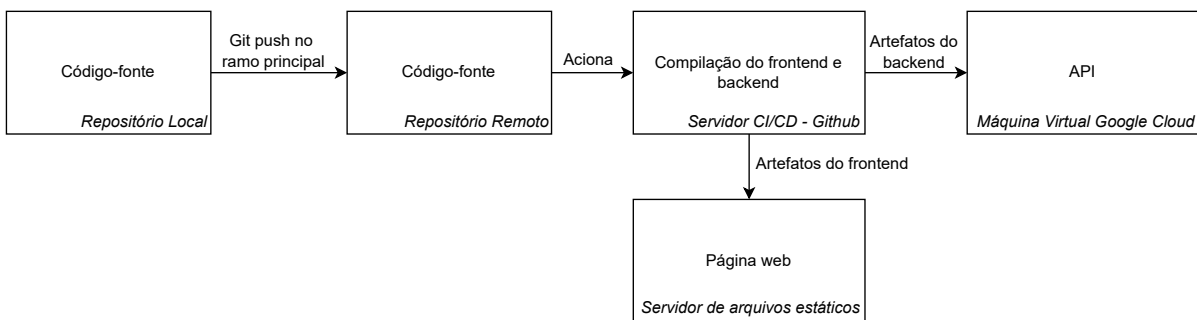 Código-fonte
Repositório Local
Git push no
ramo principal
Código-fonte
Repositório Remoto
Aciona
Compilação do frontend e
backend
Servidor CI/CD - Github
Artefatos do
backend
API
Máquina Virtual Google Cloud
Artefatos do frontend
Página web
Servidor de arquivos estáticos